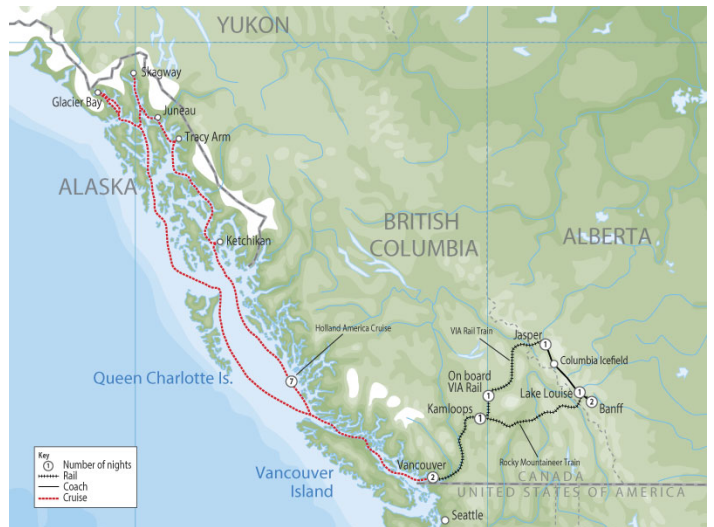 YUKON
Skagway
Glacier Bay
Juneau
Tracy Arm
ALASKA
BRITISH
COLUMBIA
ALBERTA
Ketchikan
Holland America Cruise
7
VIA Rail Train
Jasper
1
Columbia Icefield
Queen Charlotte Is.
On board
VIA Rail
1
Lake Louise
1
2
Banff
Kamloops
1
Rocky Mountaineer Train
Vancouver
2
Vancouver
Island
CANADA
UNITED STATES OF AMERICA
Seattle
Key
1 Number of nights
Rail
Coach
Cruise